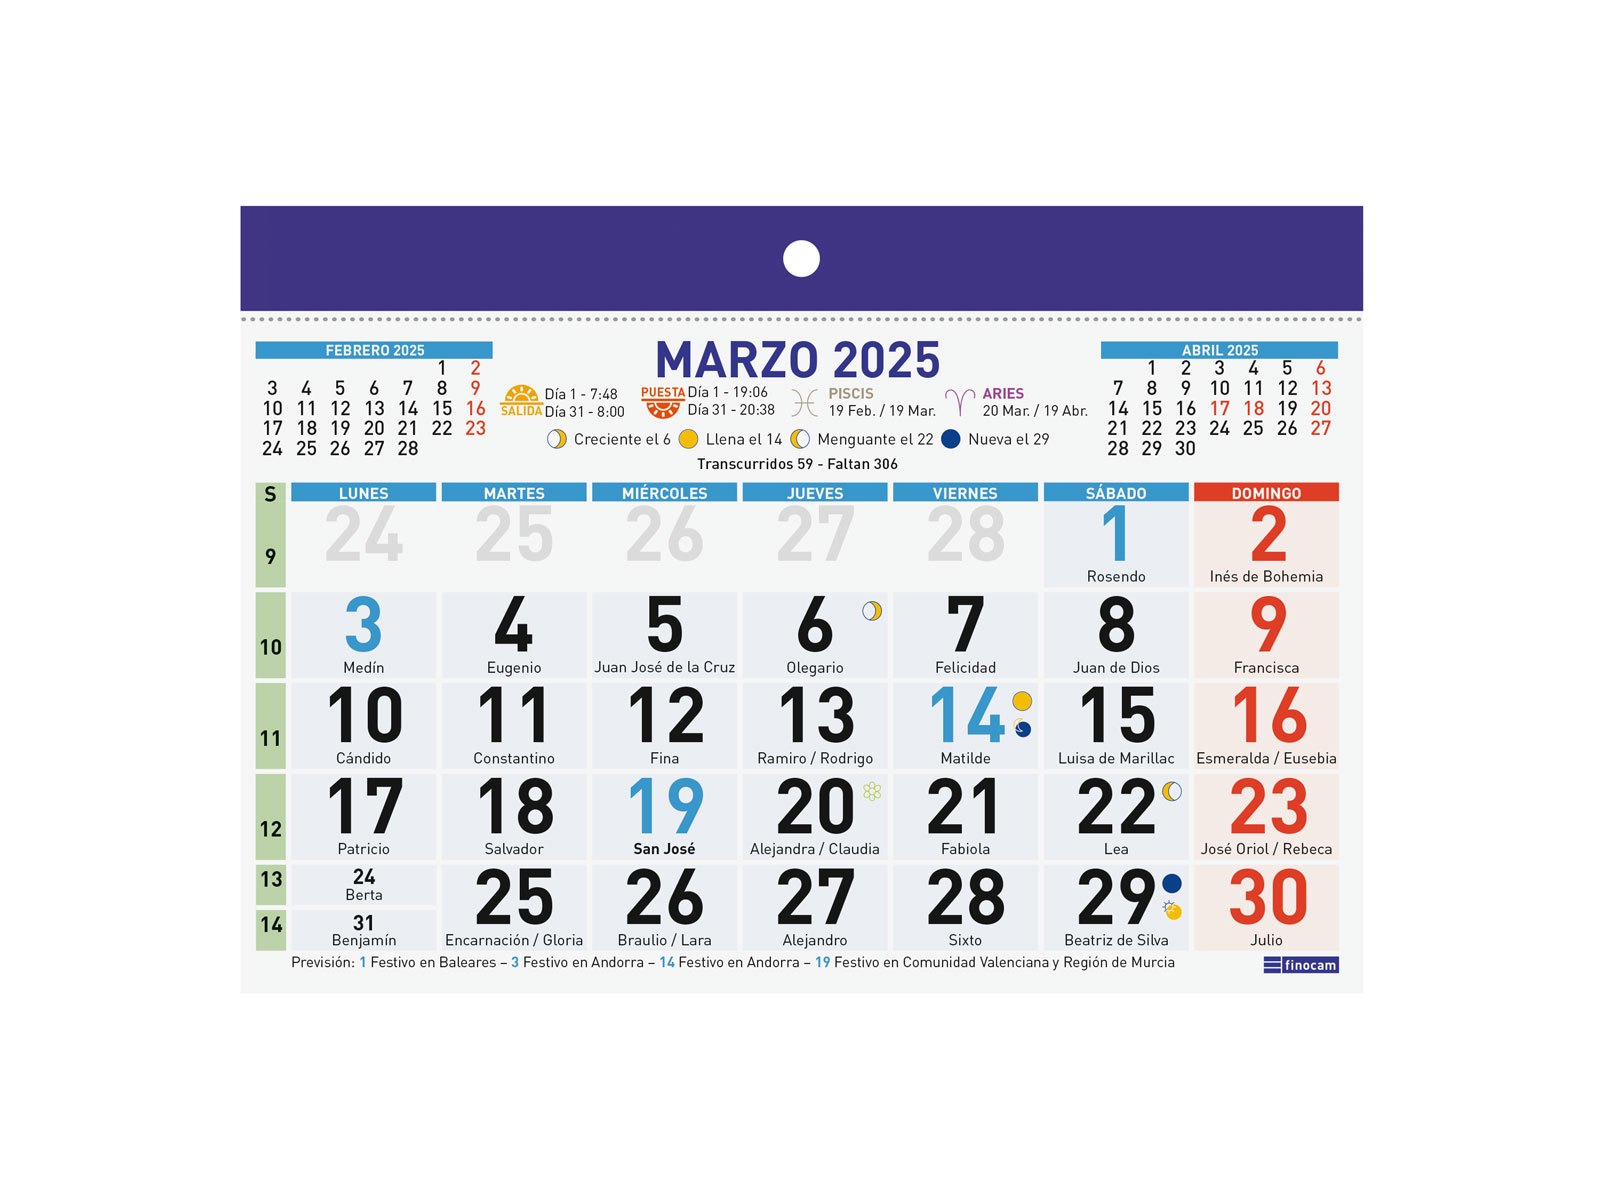 MARZO 2025
FEBRERO 2025
1 2
3 4 5 6 7 8 9
10 11 12 13 14 15 16
17 18 19 20 21 22 23
24 25 26 27 28
SALIDA Día 1 - 7:48
Día 31 - 8:00
PUESTA Día 1 - 19:06
Día 31 - 20:38
PISCIS
19 Feb. / 19 Mar.
ARIES
20 Mar. / 19 Abr.
Creciente el 6 Llena el 14 Menguante el 22 Nueva el 29
Transcurridos 59 - Faltan 306
ABRIL 2025
1 2 3 4 5 6
7 8 9 10 11 12 13
14 15 16 17 18 19 20
21 22 23 24 25 26 27
28 29 30
S LUNES MARTES MIÉRCOLES JUEVES VIERNES SÁBADO DOMINGO
9 24 25 26 27 28 1 2
Rosendo Inés de Bohemia
10 3 4 5 6 7 8 9
Medín Eugenio Juan José de la Cruz Olegario Felicidad Juan de Dios Francisca
11 10 11 12 13 14 15 16
Cándido Constantino Fina Ramiro / Rodrigo Matilde Luisa de Marillac Esmeralda / Eusebia
12 17 18 19 20 21 22 23
Patricio Salvador San José Alejandra / Claudia Fabiola Lea José Oriol / Rebeca
13 24 25 26 27 28 29 30
Berta
14 31
Benjamín Encarnación / Gloria Braulio / Lara Alejandro Sixto Beatriz de Silva Julio
Previsión: 1 Festivo en Baleares – 3 Festivo en Andorra – 14 Festivo en Andorra – 19 Festivo en Comunidad Valenciana y Región de Murcia
finocam